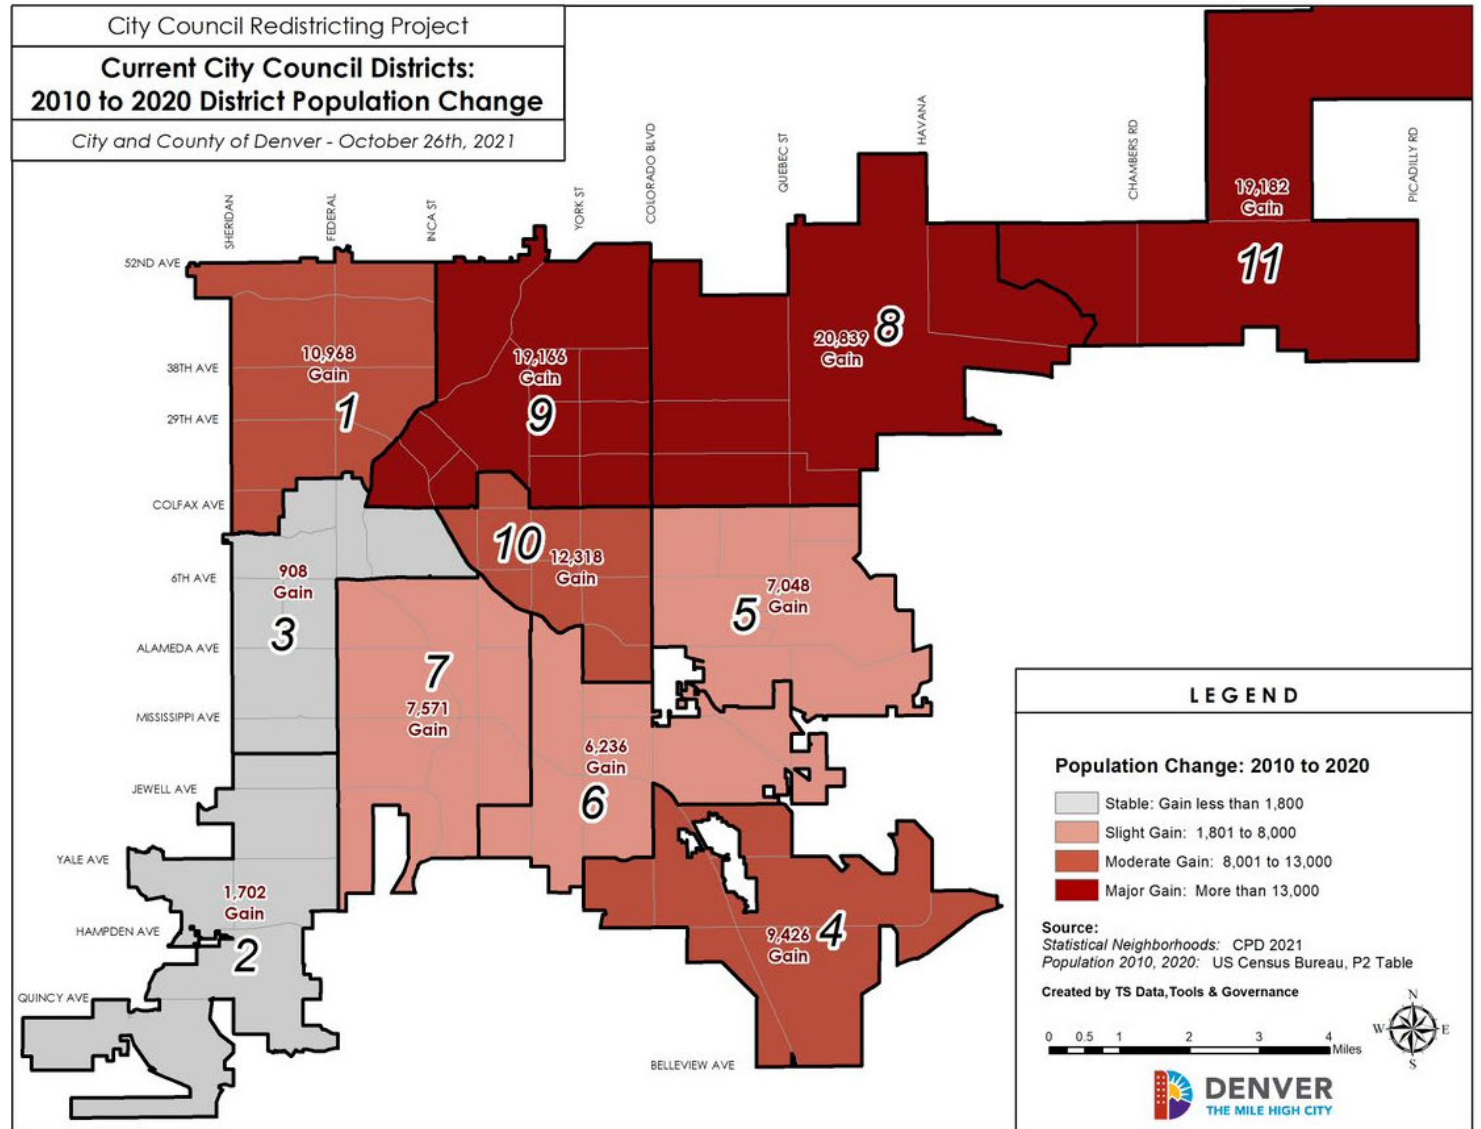 City Council Redistricting Project
Current City Council Districts:
2010 to 2020 District Population Change
City and County of Denver - October 26th, 2021
SHERIDAN
FEDERAL
INCA ST
YORK ST
COLORADO BLVD
QUEBEC ST
HAVANA
CHAMBERS RD
PICADILLY RD
52ND AVE
38TH AVE
29TH AVE
COLFAX AVE
6TH AVE
ALAMEDA AVE
MISSISSIPPI AVE
JEWELL AVE
YALE AVE
HAMPDEN AVE
QUINCY AVE
BELLEVIEW AVE
19,182
Gain
11
20,839
Gain
8
10,968
Gain
1
19,166
Gain
9
10
12,318
Gain
908
Gain
3
7,048
Gain
5
7
7,571
Gain
6,236
Gain
6
1,702
Gain
2
9,426
Gain
4
LEGEND
Population Change: 2010 to 2020
Stable: Gain less than 1,800
Slight Gain: 1,801 to 8,000
Moderate Gain: 8,001 to 13,000
Major Gain: More than 13,000
Source:
Statistical Neighborhoods: CPD 2021
Population 2010, 2020: US Census Bureau, P2 Table
Created by TS Data,Tools & Governance
0 0.5 1 2 3 4
Miles
N
W E
S
DENVER
THE MILE HIGH CITY